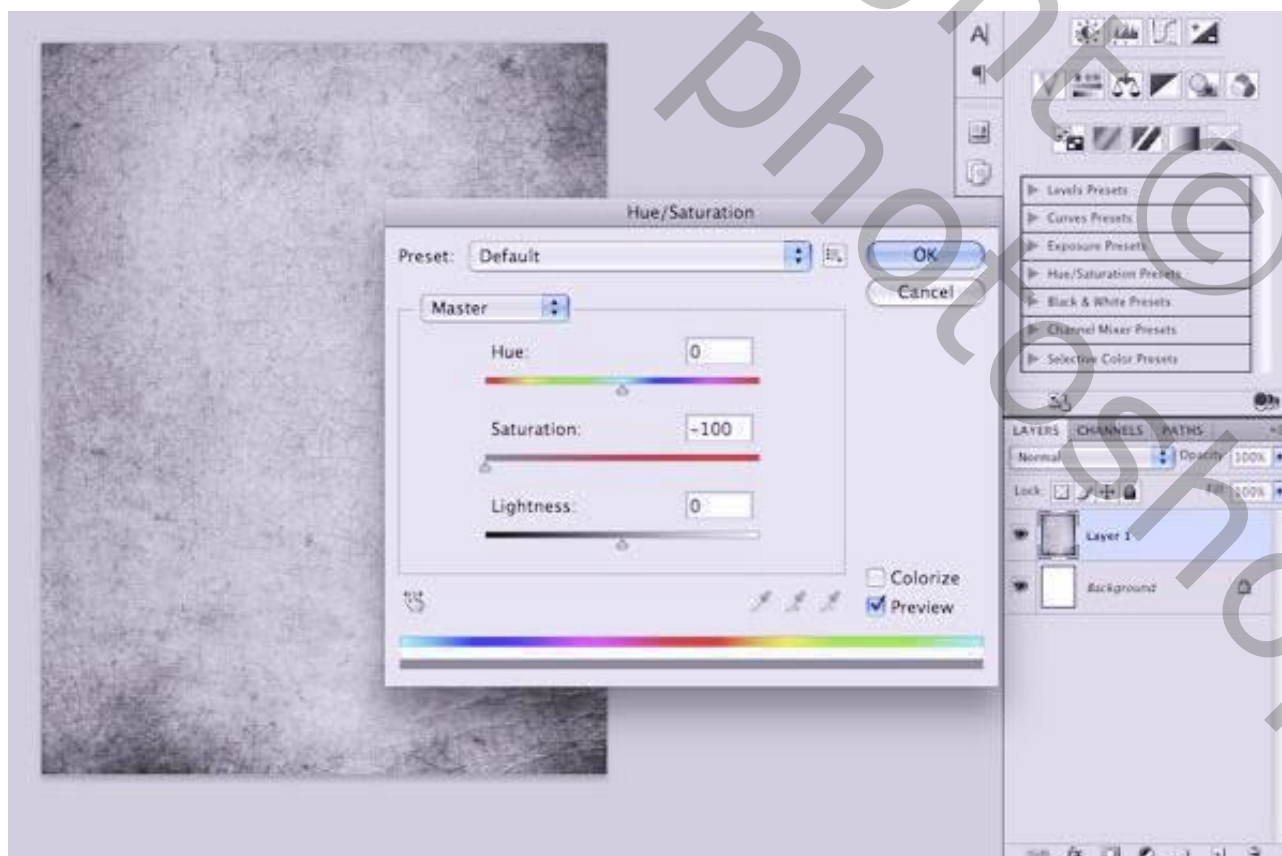 A
Hue/Saturation
Preset: Default
OK
Cancel
Master
Hue: 0
Saturation: -100
Lightness: 0
Colorize
Preview
Levels Presets
Curves Presets
Exposure Presets
Hue/Saturation Presets
Black & White Presets
Channel Mixer Presets
Selective Color Presets
LAYERS CHANNELS PATHS
Normal Opacity 100%
Lock: Fill 100%
Layer 1
Background
fx
©